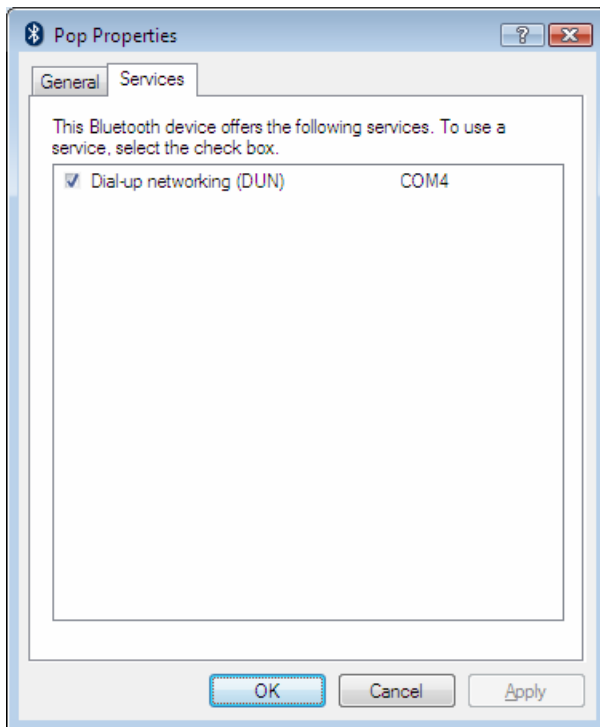 Pop Properties
General Services
This Bluetooth device offers the following services. To use a
service, select the check box.
Dial-up networking (DUN) COM4
OK Cancel Apply